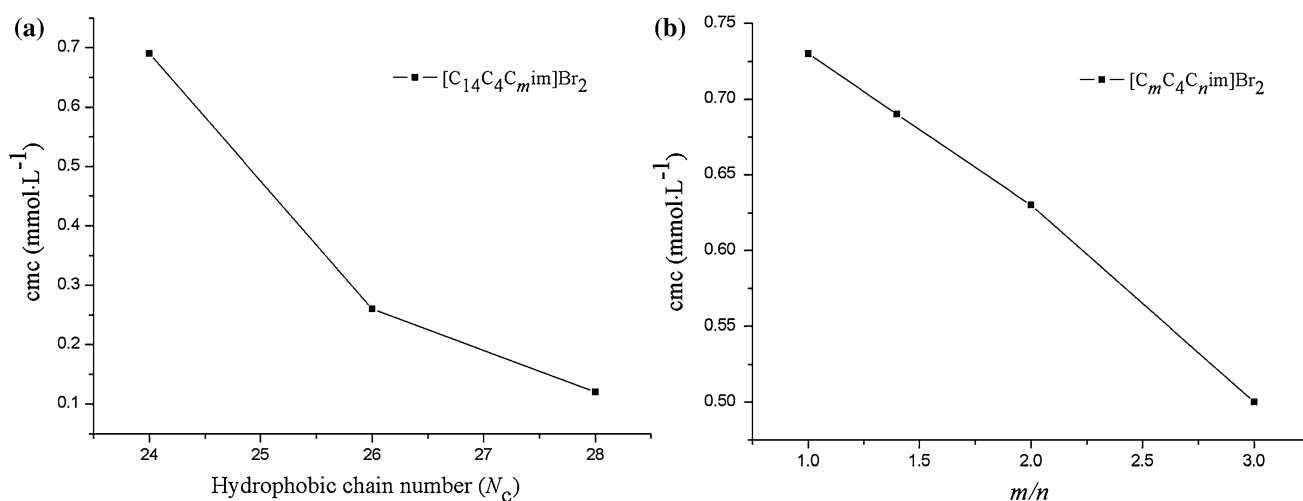 (a)
0.7
0.6
0.5
0.4
0.3
0.2
0.1
cmc (mmol·L⁻¹)
[C₁₄C₄Cₘim]Br₂
24 25 26 27 28
Hydrophobic chain number (N_c)
(b)
0.75
0.70
0.65
0.60
0.55
0.50
cmc (mmol·L⁻¹)
[CₘC₄Cₙim]Br₂
1.0 1.5 2.0 2.5 3.0
m/n